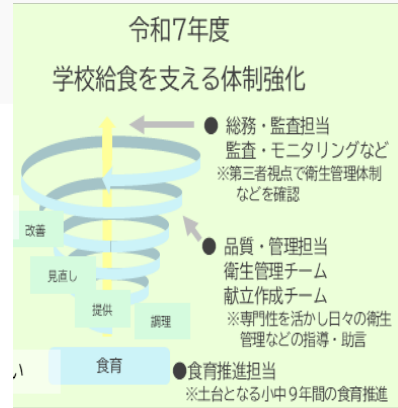 令和7年度
学校給食を支える体制強化
● 総務・監査担当
監査・モニタリングなど
※第三者視点で衛生管理体制
などを確認
改善
● 品質・管理担当
衛生管理チーム
献立作成チーム
※専門性を活かし日々の衛生
管理などの指導・助言
見直し
提供
調理
い
食育
●食育推進担当
※土台となる小中9年間の食育推進